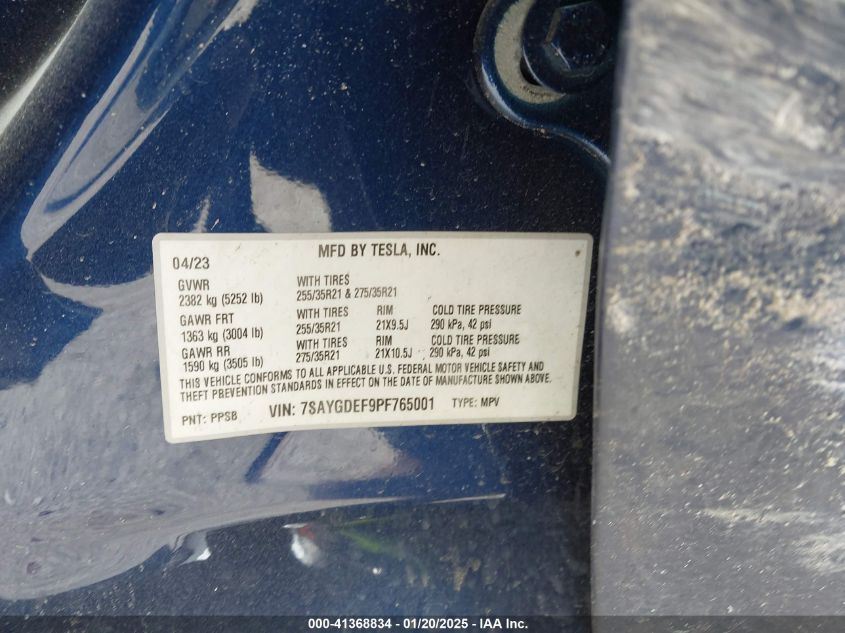 MFD BY TESLA, INC.
04/23
GVWR WITH TIRES
2382 kg (5252 lb) 255/35R21 & 275/35R21
GAWR FRT WITH TIRES RIM COLD TIRE PRESSURE
1363 kg (3004 lb) 255/35R21 21X9.5J 290 kPa, 42 psi
GAWR RR WITH TIRES RIM COLD TIRE PRESSURE
1590 kg (3505 lb) 275/35R21 21X10.5J 290 kPa, 42 psi
THIS VEHICLE CONFORMS TO ALL APPLICABLE U.S. FEDERAL MOTOR VEHICLE SAFETY AND
THEFT PREVENTION STANDARDS IN EFFECT ON THE DATE OF MANUFACTURE SHOWN ABOVE.
PNT: PPSB VIN: 7SAYGDEF9PF765001 TYPE: MPV
000-41368834 - 01/20/2025 - IAA Inc.